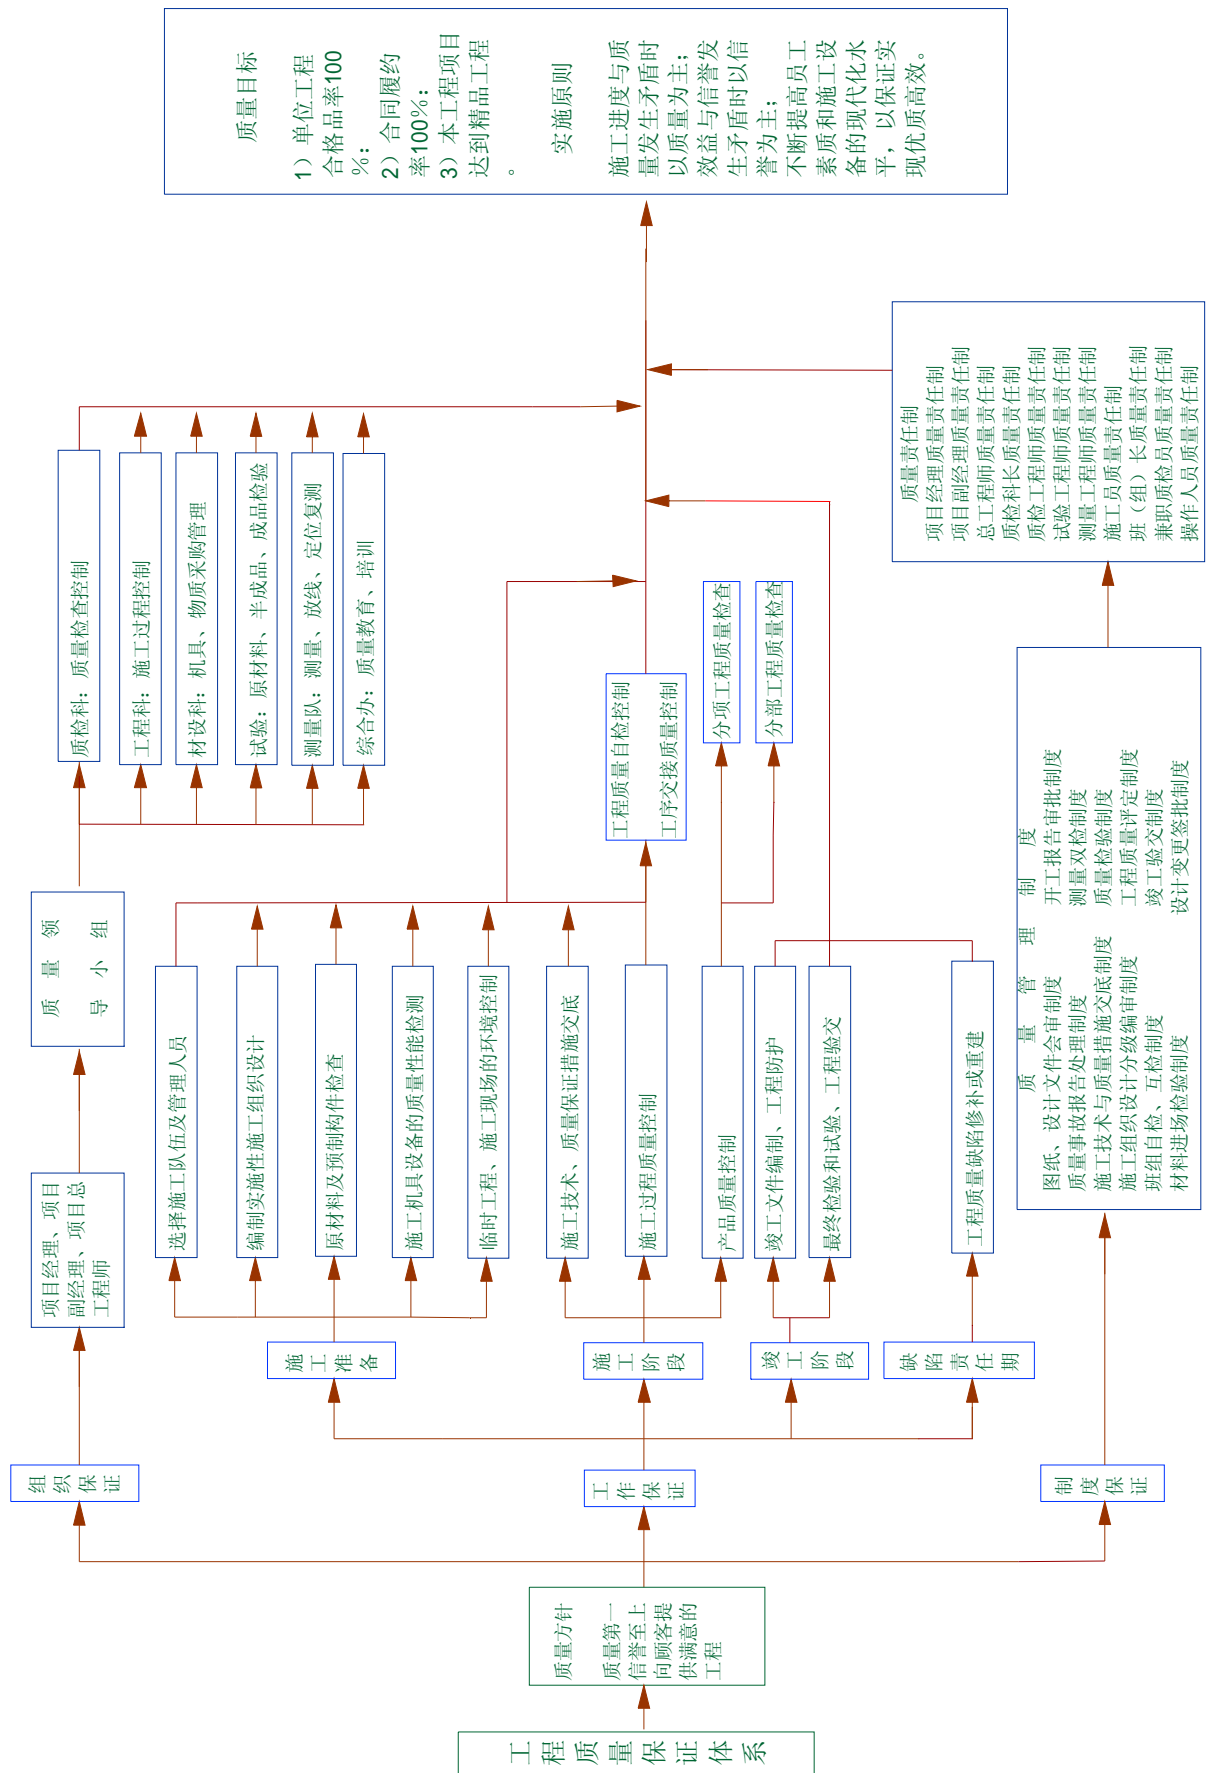 工程质量保证体系
质量方针
质量第一
信誉至上
向顾客提
供满意的
工程
组织
保证
工作
保证
制度
保证
项目经理、项目
副经理、项目总
工程师
质量领
导小组
质检科：质量检查控制
工程科：施工过程控制
材设科：机具、物质采购管理
试验：原材料、半成品、成品检验
测量队：测量、放线、定位复测
综合办：质量教育、培训
施工
准备
施工
阶段
竣工
阶段
缺陷责
任期
选择施工队伍及管理人员
编制实施性施工组织设计
原材料及预制构件检查
施工机具设备的质量性能检测
临时工程、施工现场的环境控制
施工技术、质量保证措施交底
施工过程质量控制
产品质量控制
竣工文件编制、工程防护
最终检验和试验、工程验交
工程质量缺陷修补或重建
工程质量自检控制
工序交接质量控制
分项工程质量检查
分部工程质量检查
质量管理制度
图纸、设计文件会审制度 开工报告审批制度
质量事故报告处理制度 测量双检制度
施工技术与质量措施交底制度 质量检验制度
施工组织设计分级编审制度 工程质量评定制度
班组自检、互检制度 竣工验交制度
材料进场检验制度 设计变更签批制度
质量责任制
项目经理质量责任制
项目副经理质量责任制
总工程师质量责任制
质检科长质量责任制
质检工程师质量责任制
试验工程师质量责任制
测量工程师质量责任制
施工员质量责任制
班（组）长质量责任制
兼职质检员质量责任制
操作人员质量责任制
质量目标
1）单位工程
合格品率100
%：
2）合同履约
率100%：
3）本工程项目
达到精品工程
。
实施原则
施工进度与质
量发生矛盾时
以质量为主；
效益与信誉发
生矛盾时以信
誉为主；
不断提高员工
素质和施工设
备的现代化水
平，以保证实
现优质高效。